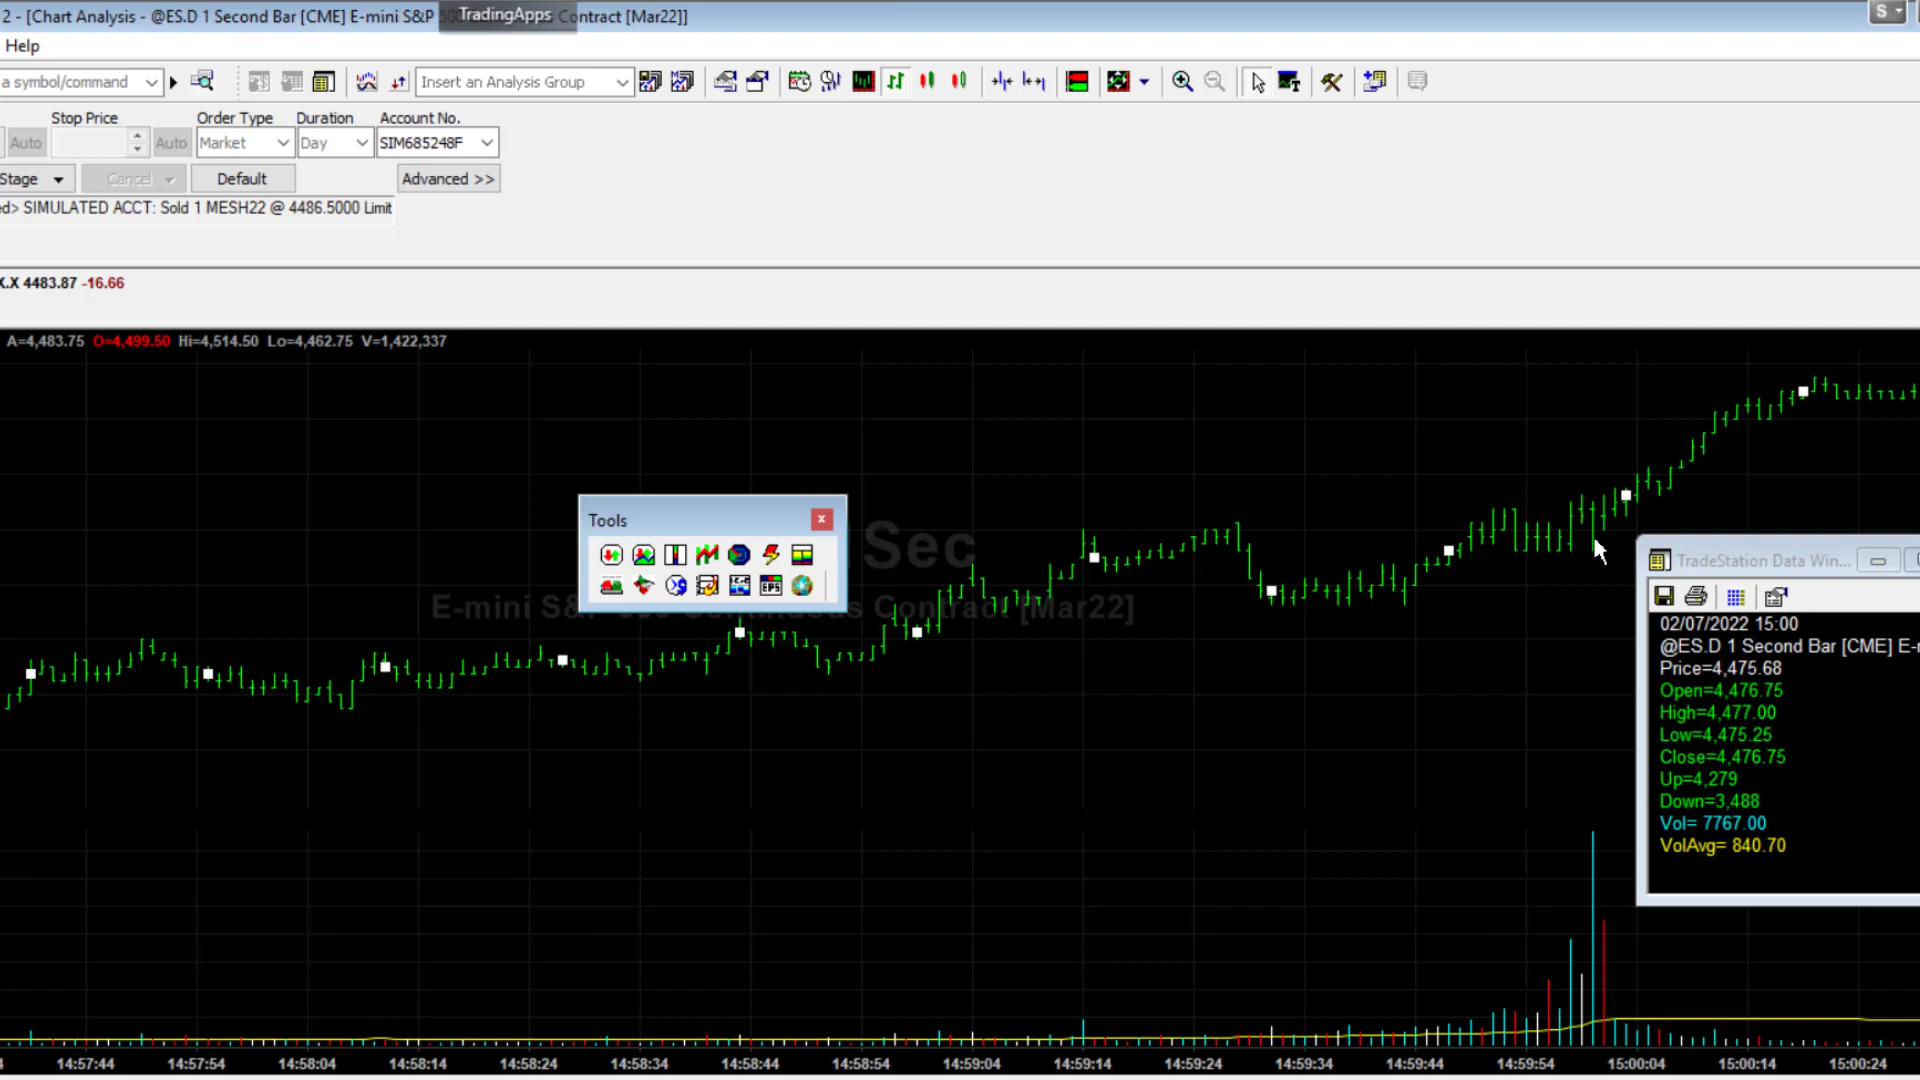 2 - [Chart Analysis - @ES.D 1 Second Bar [CME] E-mini S&P 500 Continuous Contract [Mar22]]
TradingApps
S
Help
a symbol/command
Insert an Analysis Group
Stop Price
Order Type
Duration
Account No.
Auto
Auto
Market
Day
SIM685248F
Stage
Cancel
Default
Advanced >>
ed> SIMULATED ACCT: Sold 1 MESH22 @ 4486.5000 Limit
X.X 4483.87 -16.66
A=4,483.75 O=4,499.50 Hi=4,514.50 Lo=4,462.75 V=1,422,337
Tools
EPS
Sec
E-mini S&P 500 Continuous Contract [Mar22]
TradeStation Data Win...
02/07/2022 15:00
@ES.D 1 Second Bar [CME] E-
Price=4,475.68
Open=4,476.75
High=4,477.00
Low=4,475.25
Close=4,476.75
Up=4,279
Down=3,488
Vol= 7767.00
VolAvg= 840.70
4 14:57:44 14:57:54 14:58:04 14:58:14 14:58:24 14:58:34 14:58:44 14:58:54 14:59:04 14:59:14 14:59:24 14:59:34 14:59:44 14:59:54 15:00:04 15:00:14 15:00:24